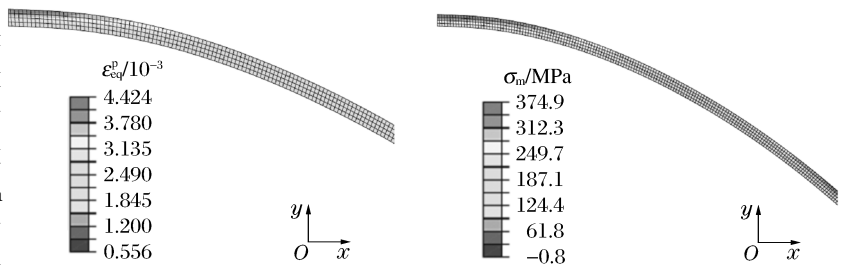 ε^p_eq/10⁻³
4.424
3.780
3.135
2.490
1.845
1.200
0.556
y
O x
σ_m/MPa
374.9
312.3
249.7
187.1
124.4
61.8
−0.8
y
O x